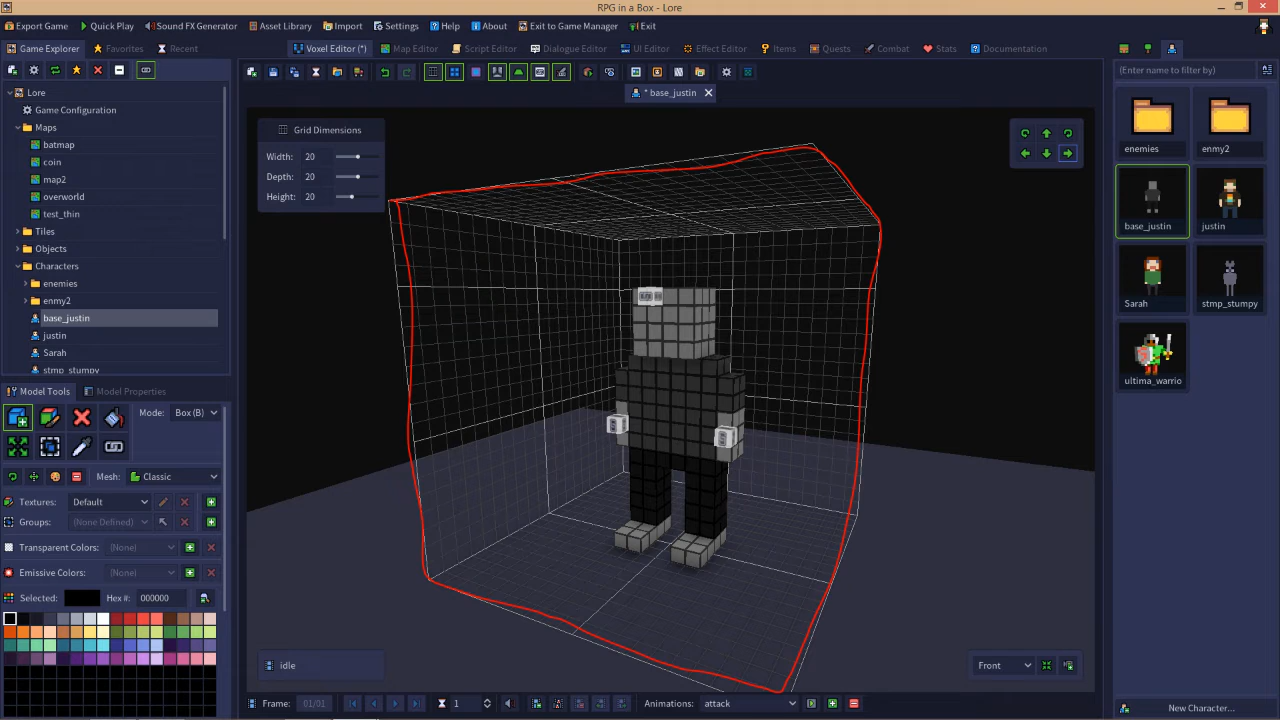 RPG in a Box - Lore
Export Game
Quick Play
Sound FX Generator
Asset Library
Import
Settings
Help
About
Exit to Game Manager
Exit
Game Explorer
Favorites
Recent
Voxel Editor (*)
Map Editor
Script Editor
Dialogue Editor
UI Editor
Effect Editor
Items
Quests
Combat
Stats
Documentation
(Enter name to filter by)
* base_justin
Lore
Game Configuration
Maps
batmap
coin
map2
overworld
test_thin
Tiles
Objects
Characters
enemies
enmy2
base_justin
justin
Sarah
stmp_stumpy
Grid Dimensions
Width: 20
Depth: 20
Height: 20
enemies
enmy2
base_justin
justin
Sarah
stmp_stumpy
ultima_warrio
Model Tools
Model Properties
Mode: Box (B)
Mesh: Classic
Textures: Default
Groups: (None Defined)
Transparent Colors: (None)
Emissive Colors: (None)
Selected: Hex #: 000000
idle
Front
Frame: 01/01
1
Animations: attack
New Character...